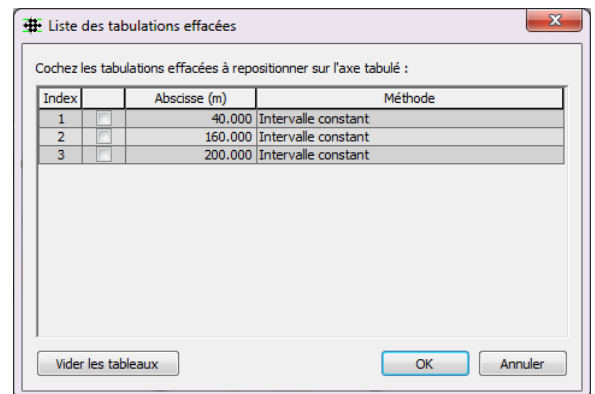 Liste des tabulations effacées
Cochez les tabulations effacées à repositionner sur l'axe tabulé :
Index Abscisse (m) Méthode
1 40.000 Intervalle constant
2 160.000 Intervalle constant
3 200.000 Intervalle constant
Vider les tableaux OK Annuler